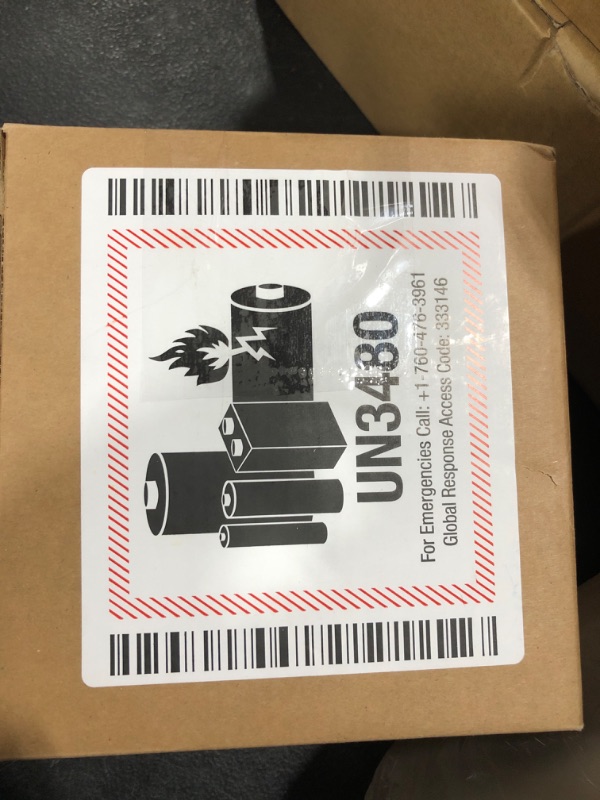 UN3480
For Emergencies Call: +1-760-476-3961
Global Response Access Code: 333146